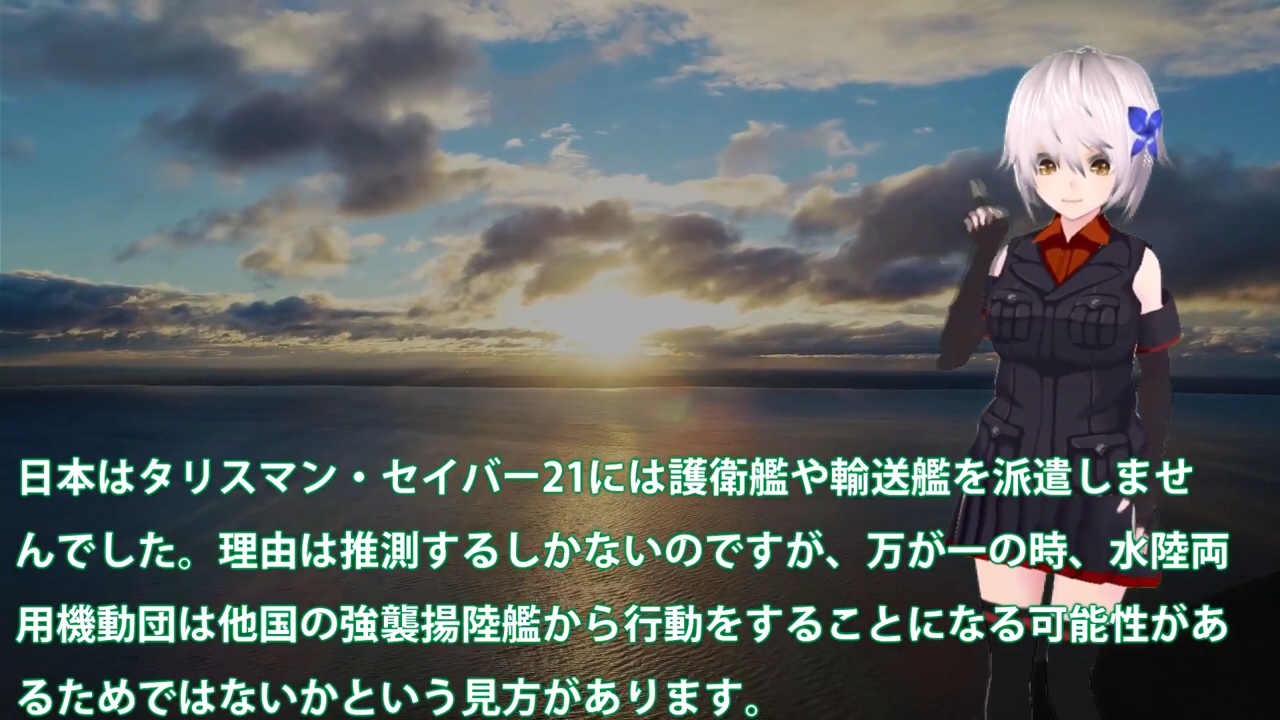 日本はタリスマン・セイバー21には護衛艦や輸送艦を派遣しませ
んでした。理由は推測するしかないのですが、万が一の時、水陸両
用機動団は他国の強襲揚陸艦から行動をすることになる可能性があ
るためではないかという見方があります。